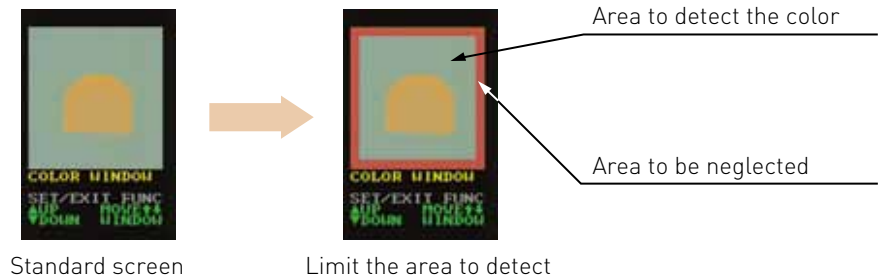 Area to detect the color
COLOR WINDOW
SET/EXIT FUNC
▲UP MOVE⬍
▼DOWN WINDOW
COLOR WINDOW
SET/EXIT FUNC
▲UP MOVE⬍
▼DOWN WINDOW
Area to be neglected
Standard screen
Limit the area to detect